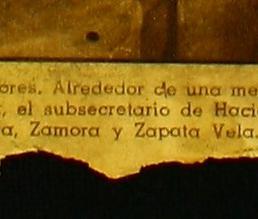 ores. Alrededor de una me
, el subsecretario de Haci
a, Zamora y Zapata Vela.